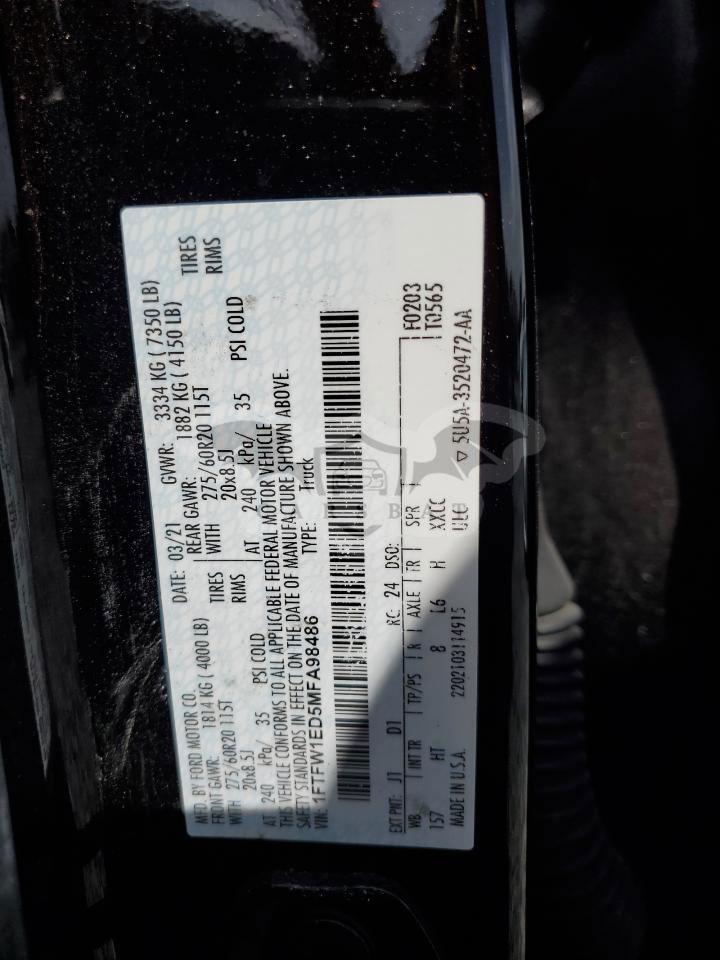 MFD. BY FORD MOTOR CO.
DATE: 03/21 GVWR: 3334 KG ( 7350 LB)
FRONT GAWR: 1814 KG (4000 LB) REAR GAWR: 1882 KG ( 4150 LB)
WITH 275/60R20 115T TIRES WITH 275/60R20 115T TIRES
20x8.5J RIMS 20x8.5J RIMS
AT 240 kPa/ 35 PSI COLD AT 240 kPa/ 35 PSI COLD
THIS VEHICLE CONFORMS TO ALL APPLICABLE FEDERAL MOTOR VEHICLE
SAFETY STANDARDS IN EFFECT ON THE DATE OF MANUFACTURE SHOWN ABOVE.
VIN: 1FTFW1ED5MFA98486 TYPE: Truck
EXT PNT: J1 D1 RC: 24 DSO: F0203
WB INT TR TP/PS R AXLE TR SPR T0565
157 HT 8 L6 H XXCC
MADE IN U.S.A. 2202103114915 ULC ▽ 5U5A-3520472-AA